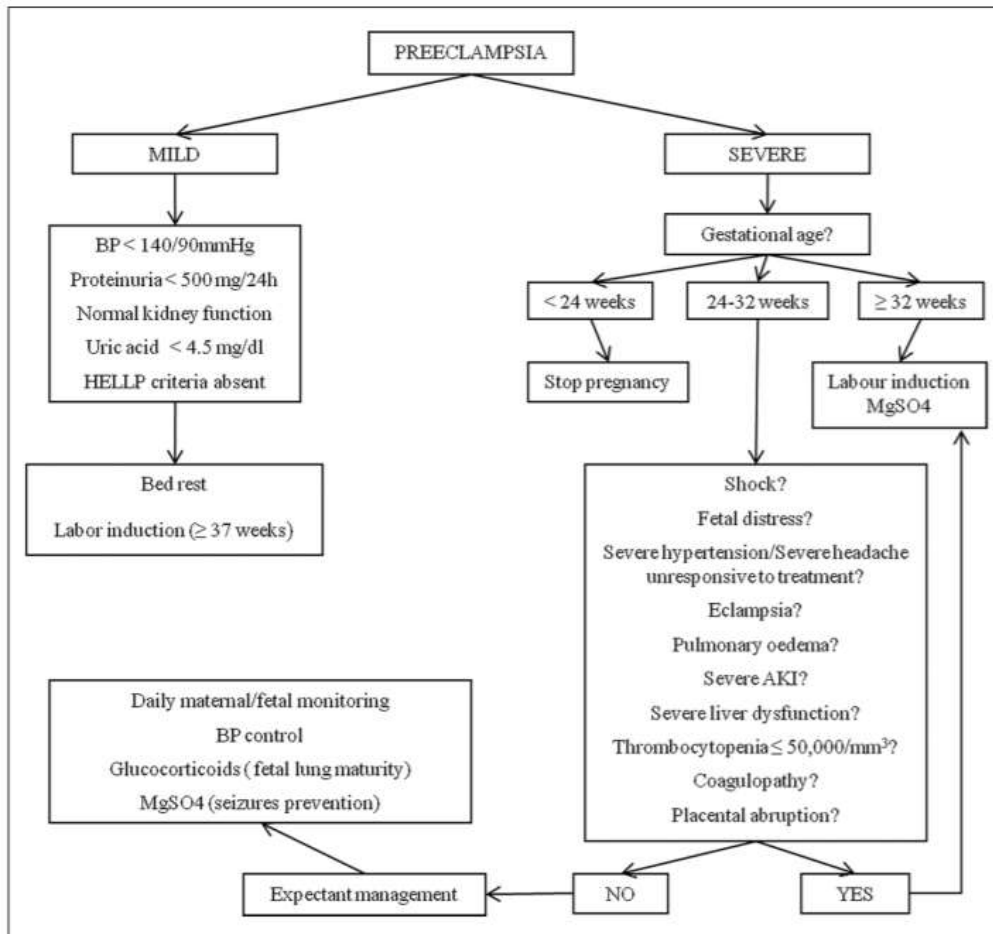 PREECLAMPSIA
MILD
SEVERE
BP < 140/90mmHg
Proteinuria < 500 mg/24h
Normal kidney function
Uric acid < 4.5 mg/dl
HELLP criteria absent
Gestational age?
< 24 weeks
24-32 weeks
≥ 32 weeks
Stop pregnancy
Labour induction
MgSO4
Bed rest
Labor induction (≥ 37 weeks)
Shock?
Fetal distress?
Severe hypertension/Severe headache
unresponsive to treatment?
Eclampsia?
Pulmonary oedema?
Severe AKI?
Severe liver dysfunction?
Thrombocytopenia ≤ 50,000/mm³?
Coagulopathy?
Placental abruption?
Daily maternal/fetal monitoring
BP control
Glucocorticoids ( fetal lung maturity)
MgSO4 (seizures prevention)
Expectant management
NO
YES